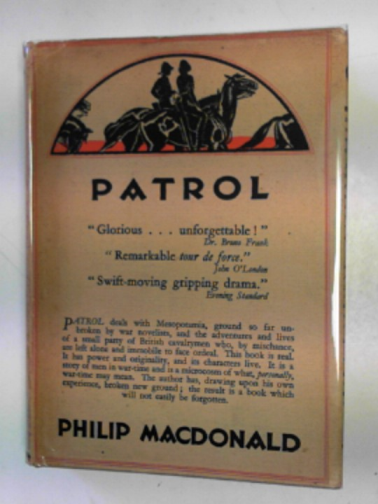 PATROL
"Glorious . . . unforgettable !"
Dr. Bruno Frank
"Remarkable tour de force."
John O'London
"Swift-moving gripping drama."
Evening Standard
PATROL deals with Mesopotamia, ground so far un-
broken by war novelists, and the adventures and lives
of a small party of British cavalrymen who, by mischance,
are left alone and immobile to face ordeal. This book is real.
It has power and originality, and its characters live. It is a
story of men in war-time and is a microcosm of what, personally,
war-time may mean. The author has, drawing upon his own
experience, broken new ground ; the result is a book which
will not easily be forgotten.
PHILIP MACDONALD